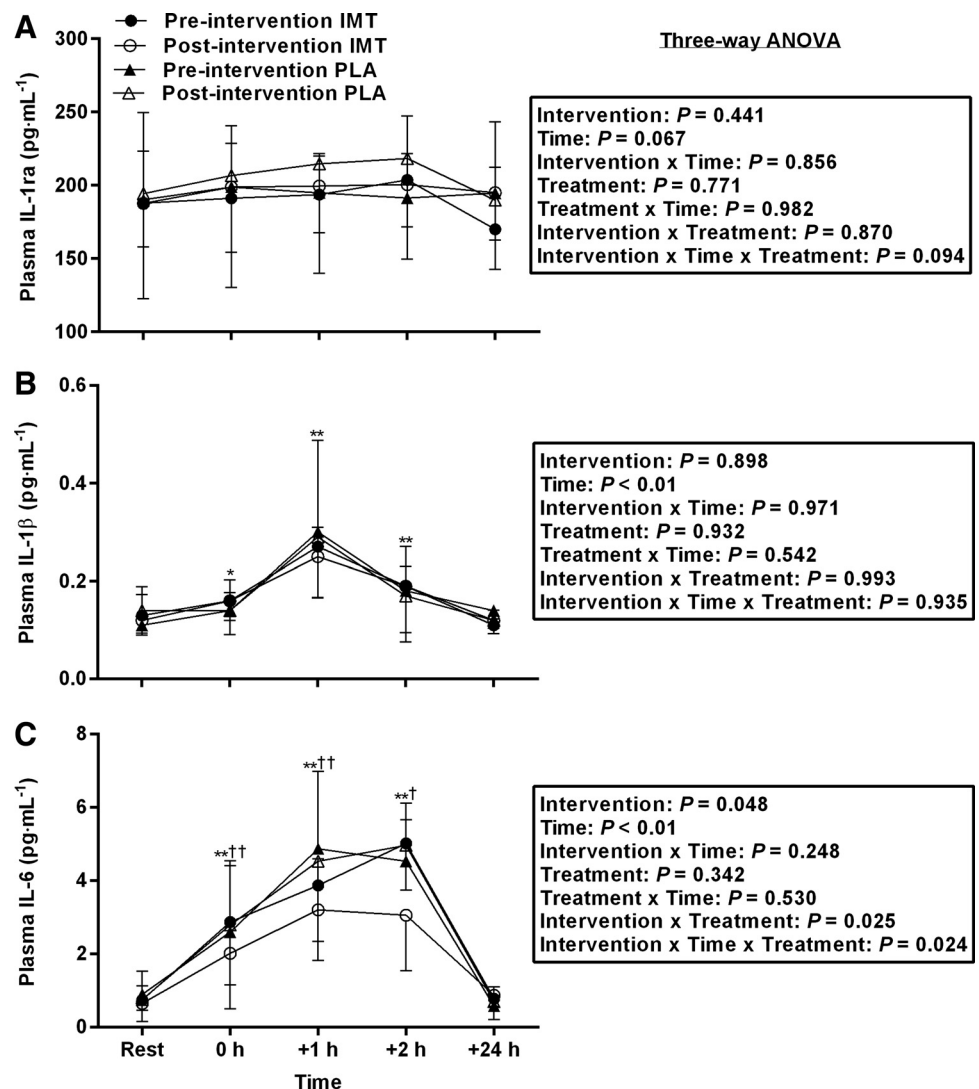 A
Pre-intervention IMT
Post-intervention IMT
Pre-intervention PLA
Post-intervention PLA
Three-way ANOVA
Plasma IL-1ra (pg·mL-1)
300
250
200
150
100
Intervention: P = 0.441
Time: P = 0.067
Intervention x Time: P = 0.856
Treatment: P = 0.771
Treatment x Time: P = 0.982
Intervention x Treatment: P = 0.870
Intervention x Time x Treatment: P = 0.094
B
Plasma IL-1β (pg·mL-1)
0.6
0.4
0.2
0.0
*
**
**
Intervention: P = 0.898
Time: P < 0.01
Intervention x Time: P = 0.971
Treatment: P = 0.932
Treatment x Time: P = 0.542
Intervention x Treatment: P = 0.993
Intervention x Time x Treatment: P = 0.935
C
Plasma IL-6 (pg·mL-1)
8
6
4
2
0
**††
**††
**†
Intervention: P = 0.048
Time: P < 0.01
Intervention x Time: P = 0.248
Treatment: P = 0.342
Treatment x Time: P = 0.530
Intervention x Treatment: P = 0.025
Intervention x Time x Treatment: P = 0.024
Rest 0 h +1 h +2 h +24 h
Time